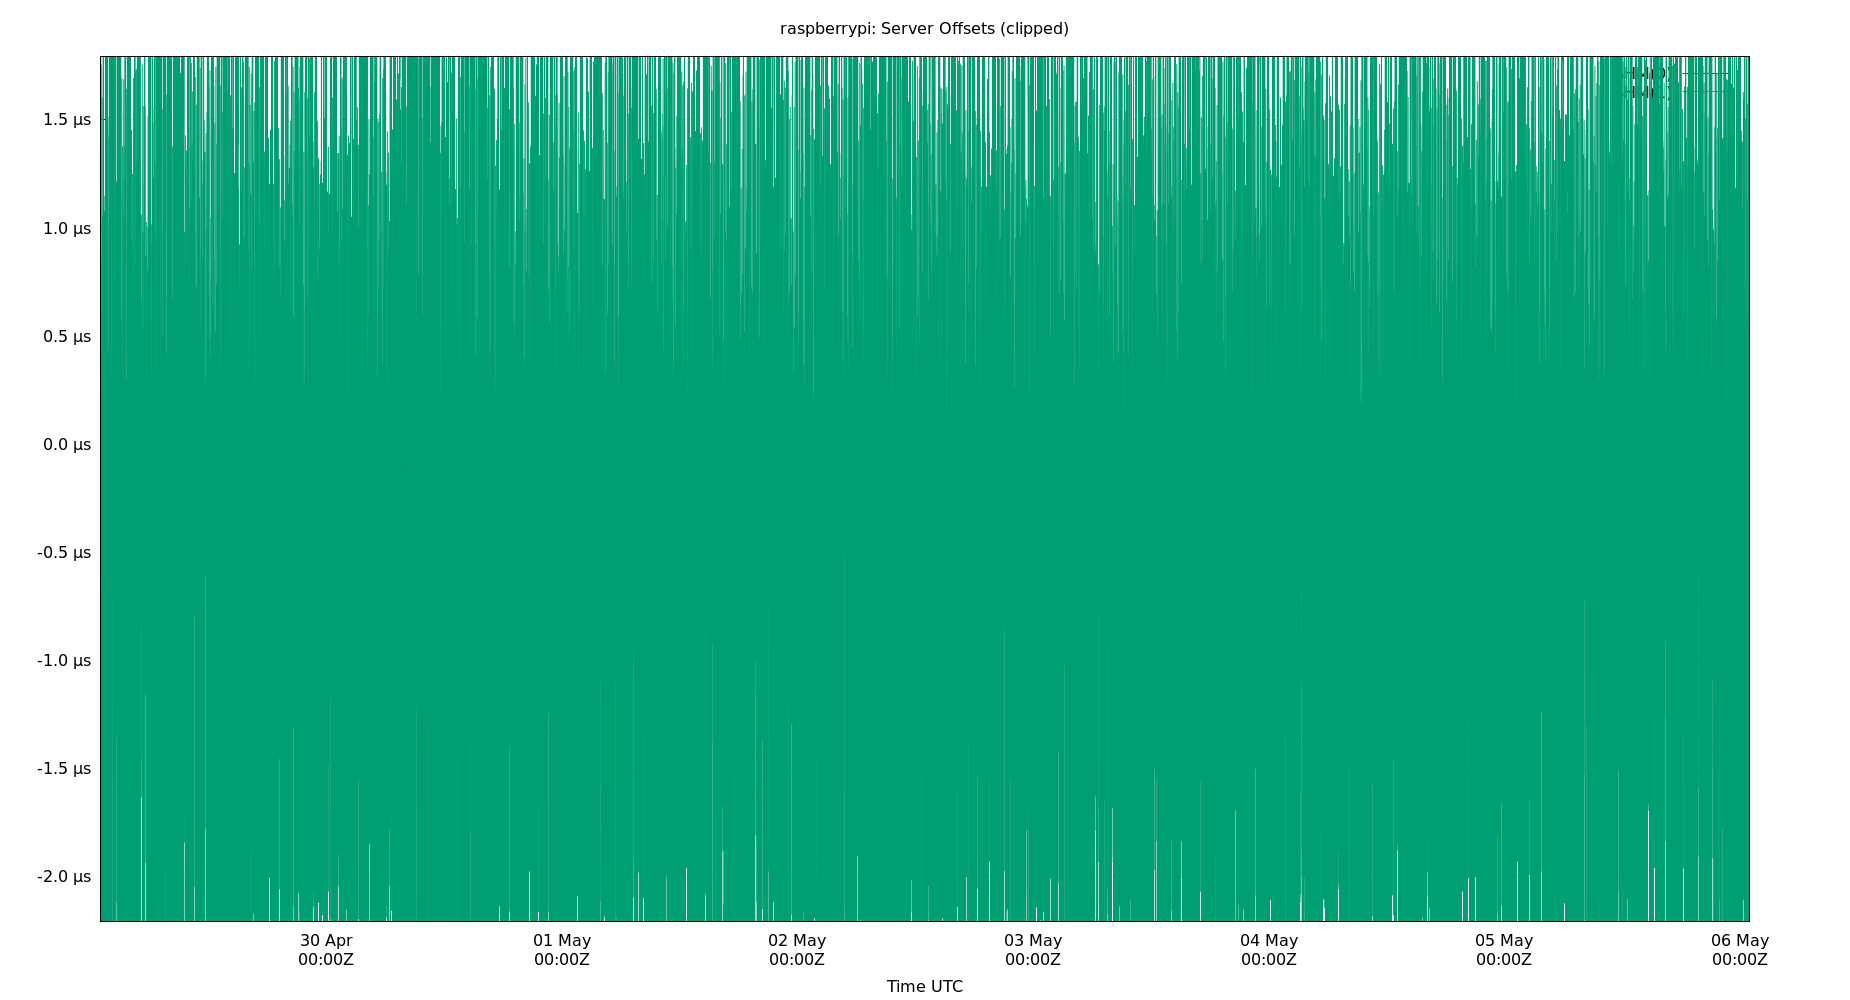 raspberrypi: Server Offsets (clipped)
1.5 µs
1.0 µs
0.5 µs
0.0 µs
-0.5 µs
-1.0 µs
-1.5 µs
-2.0 µs
30 Apr 01 May 02 May 03 May 04 May 05 May 06 May
00:00Z 00:00Z 00:00Z 00:00Z 00:00Z 00:00Z 00:00Z
Time UTC